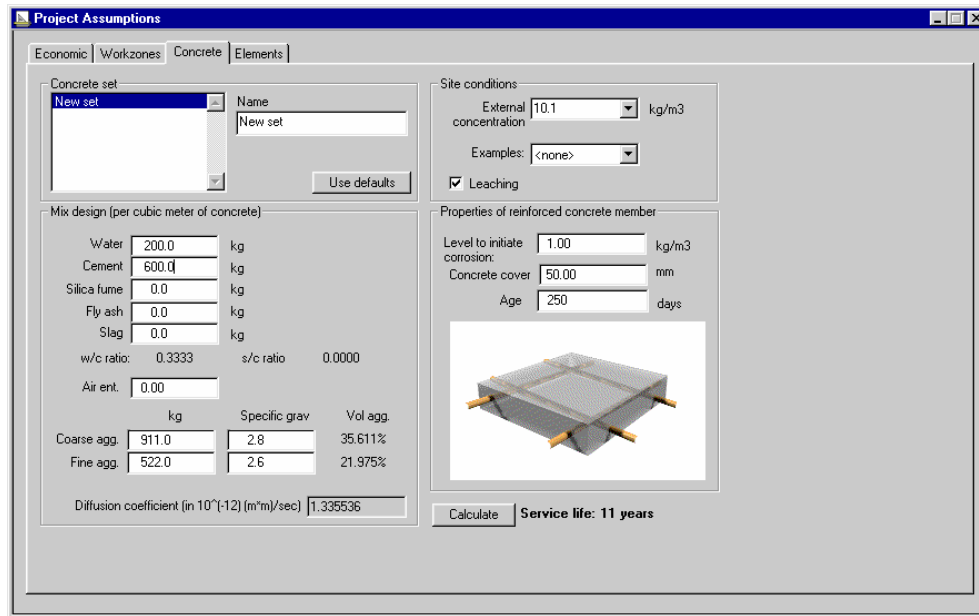 Project Assumptions
Economic Workzones Concrete Elements
Concrete set
New set
Name
New set
Use defaults
Site conditions
External concentration 10.1 kg/m3
Examples: <none>
Leaching
Mix design (per cubic meter of concrete)
Water 200.0 kg
Cement 600.0 kg
Silica fume 0.0 kg
Fly ash 0.0 kg
Slag 0.0 kg
w/c ratio: 0.3333 s/c ratio 0.0000
Air ent. 0.00
kg Specific grav Vol agg.
Coarse agg. 911.0 2.8 35.611%
Fine agg. 522.0 2.6 21.975%
Diffusion coefficient (in 10^(-12) (m*m)/sec) 1.335536
Properties of reinforced concrete member
Level to initiate corrosion: 1.00 kg/m3
Concrete cover 50.00 mm
Age 250 days
Calculate Service life: 11 years